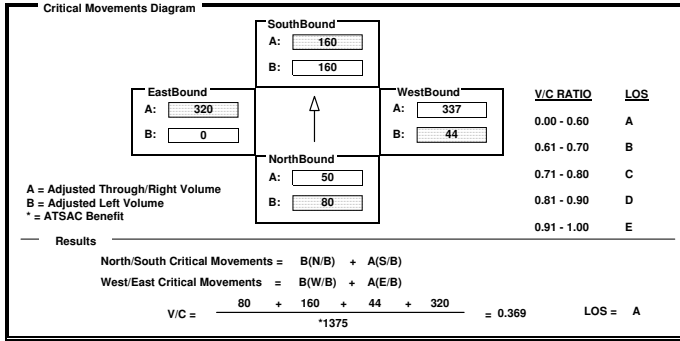 Critical Movements Diagram
SouthBound
A: 160
B: 160
EastBound
A: 320
B: 0
WestBound
A: 337
B: 44
NorthBound
A: 50
B: 80
V/C RATIO LOS
0.00 - 0.60 A
0.61 - 0.70 B
0.71 - 0.80 C
0.81 - 0.90 D
0.91 - 1.00 E
A = Adjusted Through/Right Volume
B = Adjusted Left Volume
* = ATSAC Benefit
Results
North/South Critical Movements = B(N/B) + A(S/B)
West/East Critical Movements = B(W/B) + A(E/B)
V/C = 80 + 160 + 44 + 320 = 0.369 LOS = A
*1375